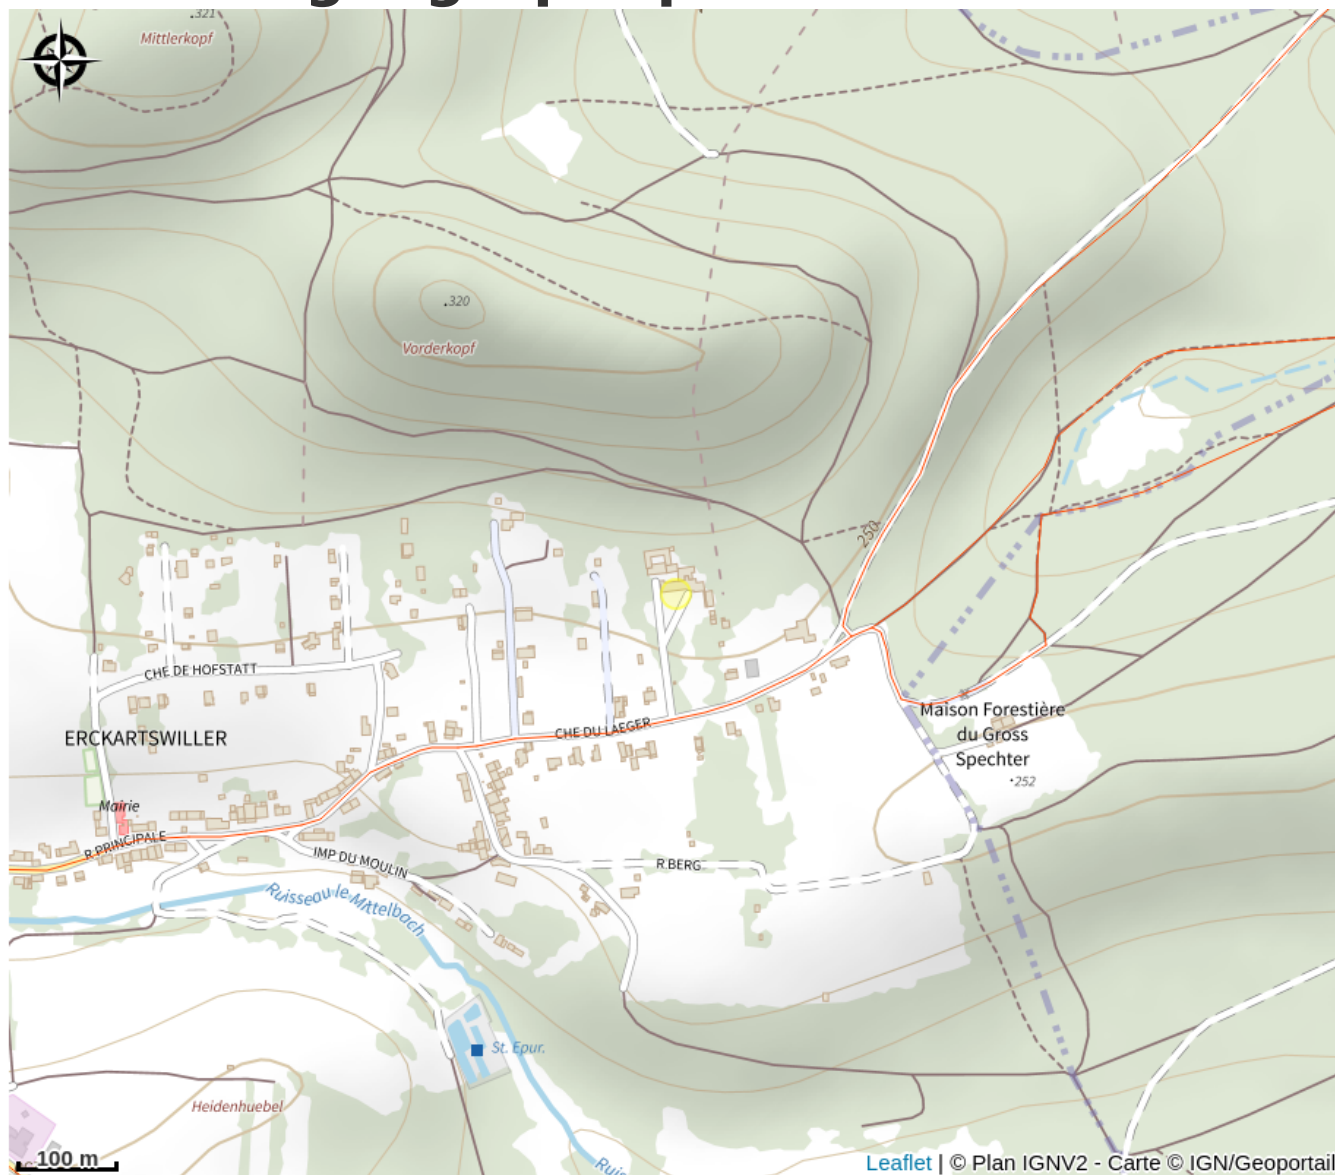 .321
Mittlerkopf
.320
Vorderkopf
250
CHE DE HOFSTATT
Maison Forestière
du Gross
Spechter
CHE DU LAEGER
ERCKARTSWILLER
.252
Mairie
R PRINCIPALE
IMP DU MOULIN
R BERG
Ruisseau le Mittelbach
St. Epur.
Heidenhuebel
100 m
Leaflet | © Plan IGNV2 - Carte © IGN/Geoportail